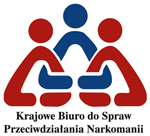 Krajowe Biuro do Spraw
Przeciwdziałania Narkomanii